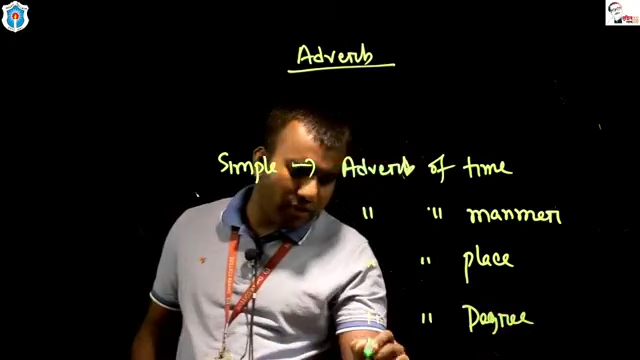 Adverb
Simple → Adverb of time
" " manner
" place
" " Degree